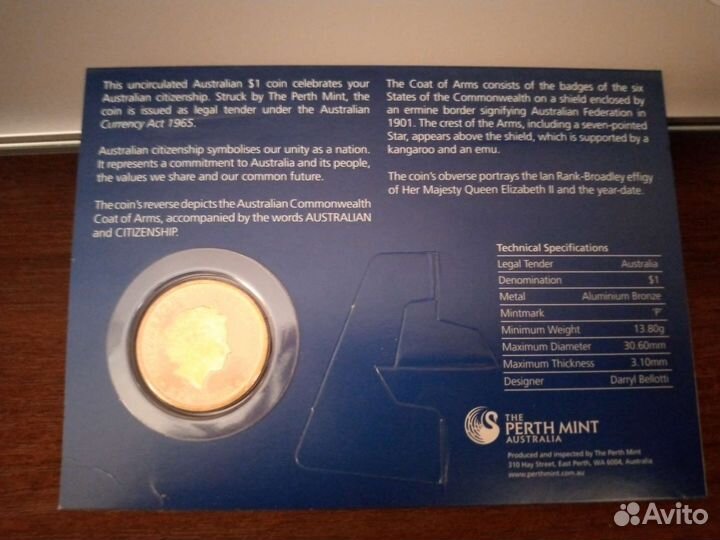 This uncirculated Australian $1 coin celebrates your
Australian citizenship. Struck by The Perth Mint, the
coin is issued as legal tender under the Australian
Currency Act 1965.
Australian citizenship symbolises our unity as a nation.
It represents a commitment to Australia and its people,
the values we share and our common future.
The coin's reverse depicts the Australian Commonwealth
Coat of Arms, accompanied by the words AUSTRALIAN
and CITIZENSHIP.
The Coat of Arms consists of the badges of the six
States of the Commonwealth on a shield enclosed by
an ermine border signifying Australian Federation in
1901. The crest of the Arms, including a seven-pointed
Star, appears above the shield, which is supported by a
kangaroo and an emu.
The coin's obverse portrays the Ian Rank-Broadley effigy
of Her Majesty Queen Elizabeth II and the year-date.
Technical Specifications
Legal Tender Australia
Denomination $1
Metal Aluminium Bronze
Mintmark 'P'
Minimum Weight 13.80g
Maximum Diameter 30.60mm
Maximum Thickness 3.10mm
Designer Darryl Bellotti
THE
PERTH MINT
AUSTRALIA
Produced and inspected by The Perth Mint
310 Hay Street, East Perth, WA 6004, Australia
www.perthmint.com.au
Avito